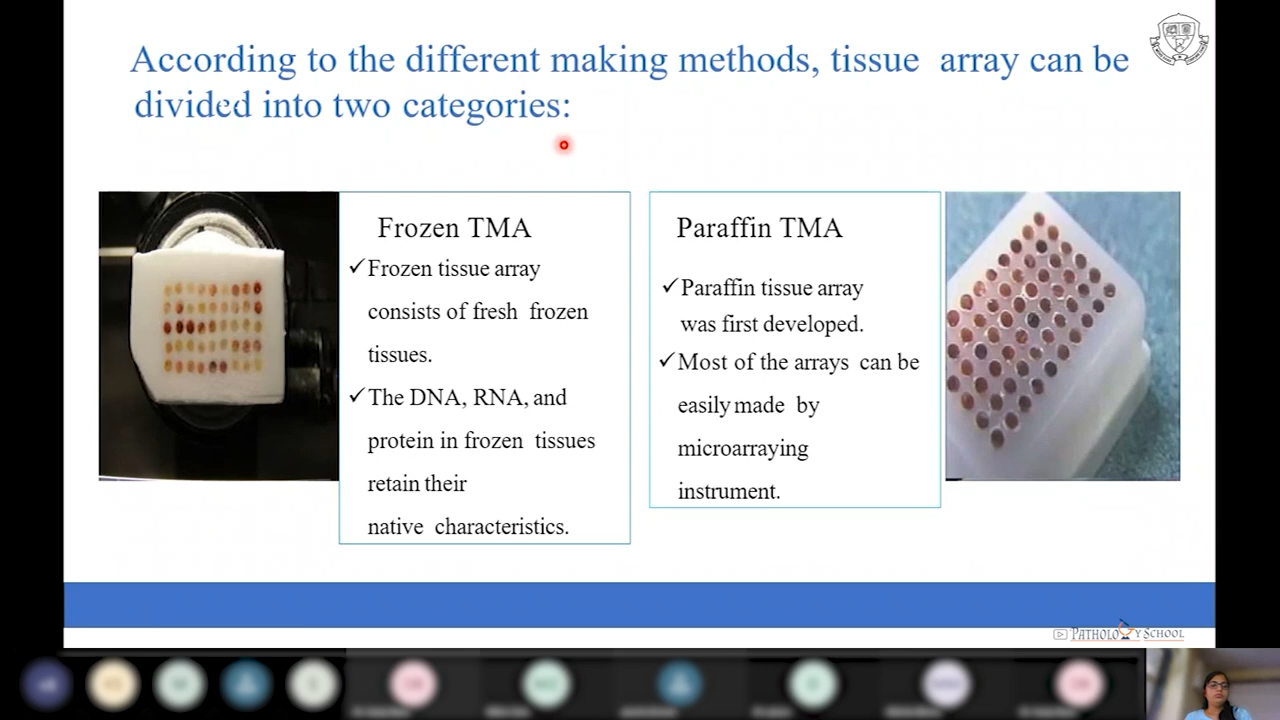 According to the different making methods, tissue array can be
divided into two categories:
Frozen TMA
✓Frozen tissue array
consists of fresh frozen
tissues.
✓The DNA, RNA, and
protein in frozen tissues
retain their
native characteristics.
Paraffin TMA
✓Paraffin tissue array
was first developed.
✓Most of the arrays can be
easily made by
microarraying
instrument.
PATHOLOGY SCHOOL